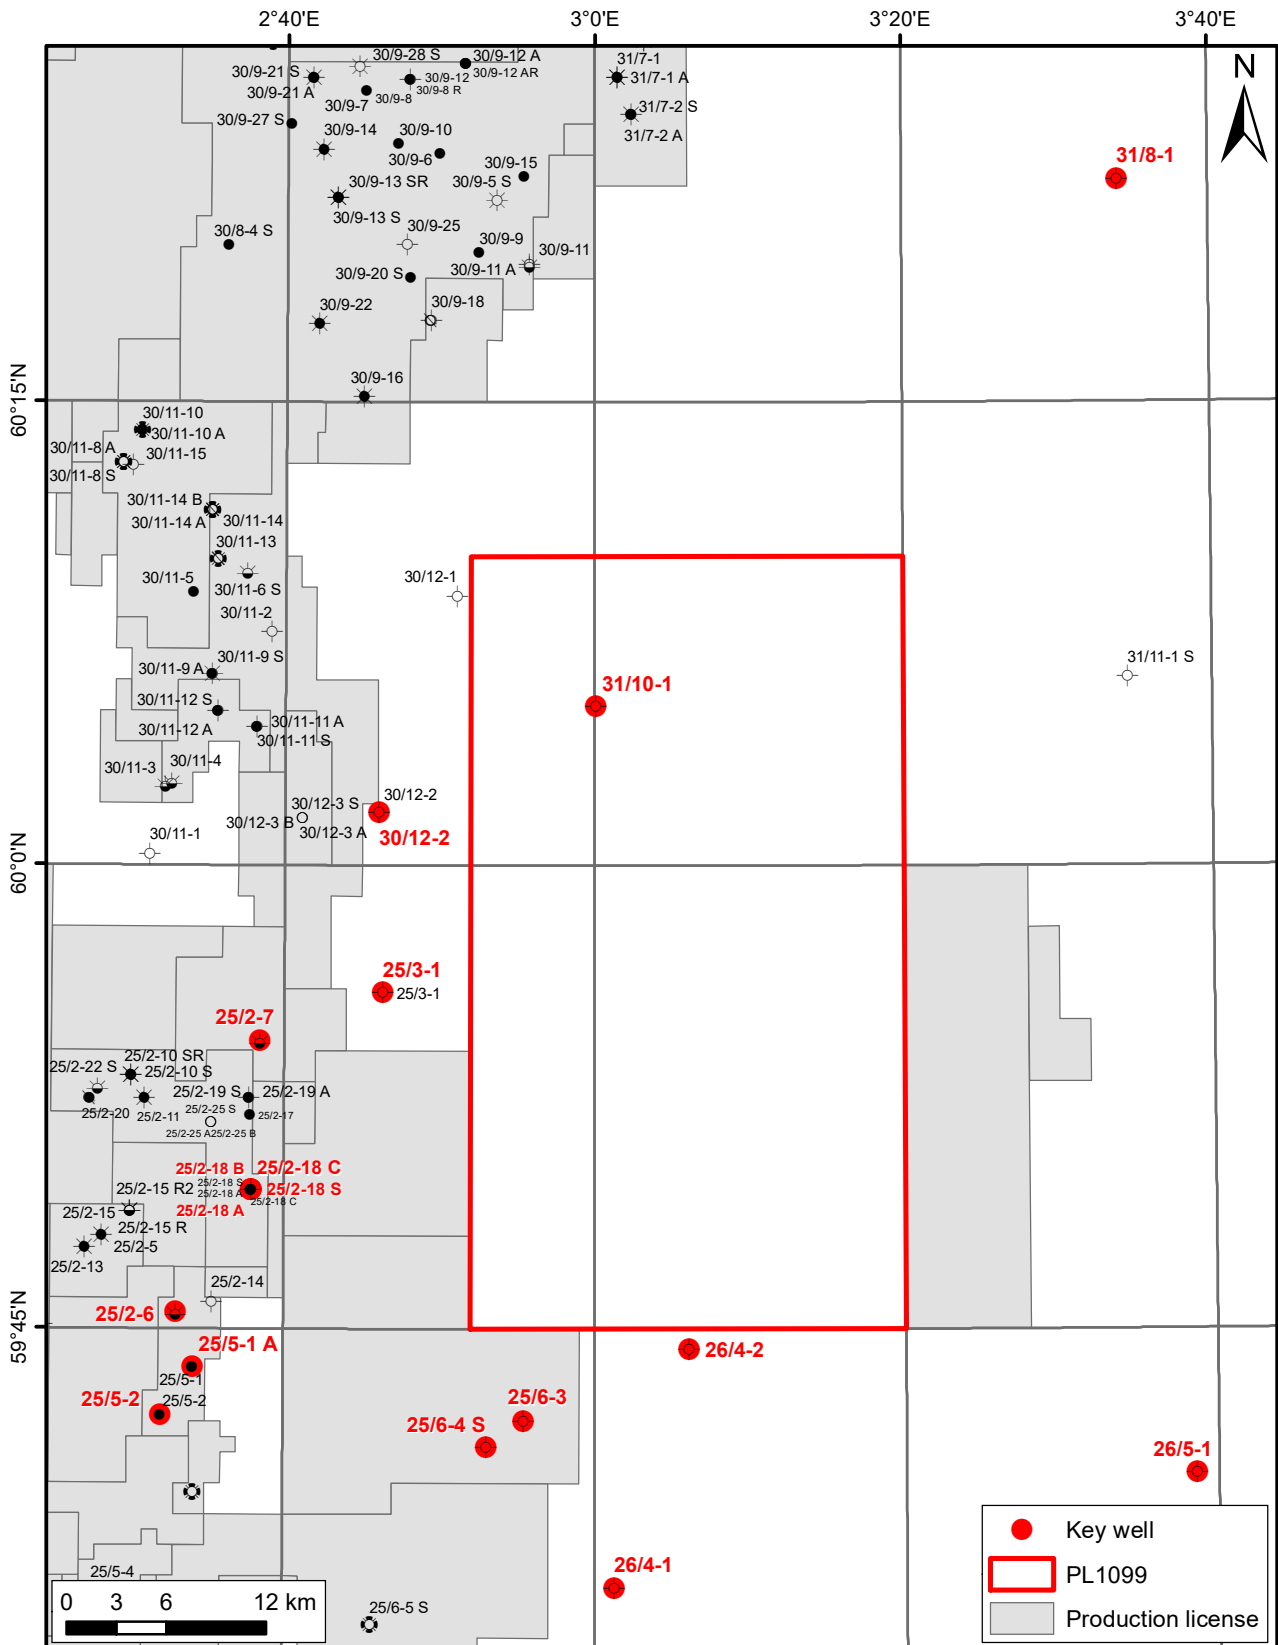 2°40'E
3°0'E
3°20'E
3°40'E
N
60°15'N
60°0'N
59°45'N
30/9-28 S
30/9-12 A
30/9-21 S
30/9-12
30/9-12 AR
30/9-21 A
30/9-8 R
30/9-7
30/9-8
30/9-27 S
30/9-14
30/9-10
30/9-6
30/9-15
30/9-13 SR
30/9-5 S
30/9-13 S
30/8-4 S
30/9-25
30/9-9
30/9-11
30/9-20 S
30/9-11 A
30/9-22
30/9-18
30/9-16
31/7-1
31/7-1 A
31/7-2 S
31/7-2 A
31/8-1
30/11-10
30/11-10 A
30/11-8 A
30/11-15
30/11-8 S
30/11-14 B
30/11-14 A
30/11-14
30/11-13
30/11-5
30/11-6 S
30/11-2
30/12-1
30/11-9 S
30/11-9 A
30/11-12 S
30/11-11 A
30/11-12 A
30/11-11 S
30/11-3
30/11-4
30/11-1
31/10-1
31/11-1 S
30/12-2
30/12-3 S
30/12-3 B
30/12-3 A
30/12-2
25/3-1
25/3-1
25/2-7
25/2-10 SR
25/2-22 S
25/2-10 S
25/2-19 S
25/2-19 A
25/2-20
25/2-11
25/2-25 S
25/2-17
25/2-25 A
25/2-25 B
25/2-18 B
25/2-18 C
25/2-18 S
25/2-18 S
25/2-18 A
25/2-18 C
25/2-18 A
25/2-15 R2
25/2-15
25/2-15 R
25/2-5
25/2-13
25/2-14
25/2-6
25/5-1 A
25/5-1
25/5-2
25/5-2
26/4-2
25/6-3
25/6-4 S
26/5-1
26/4-1
25/5-4
25/6-5 S
0 3 6 12 km
Key well
PL1099
Production license